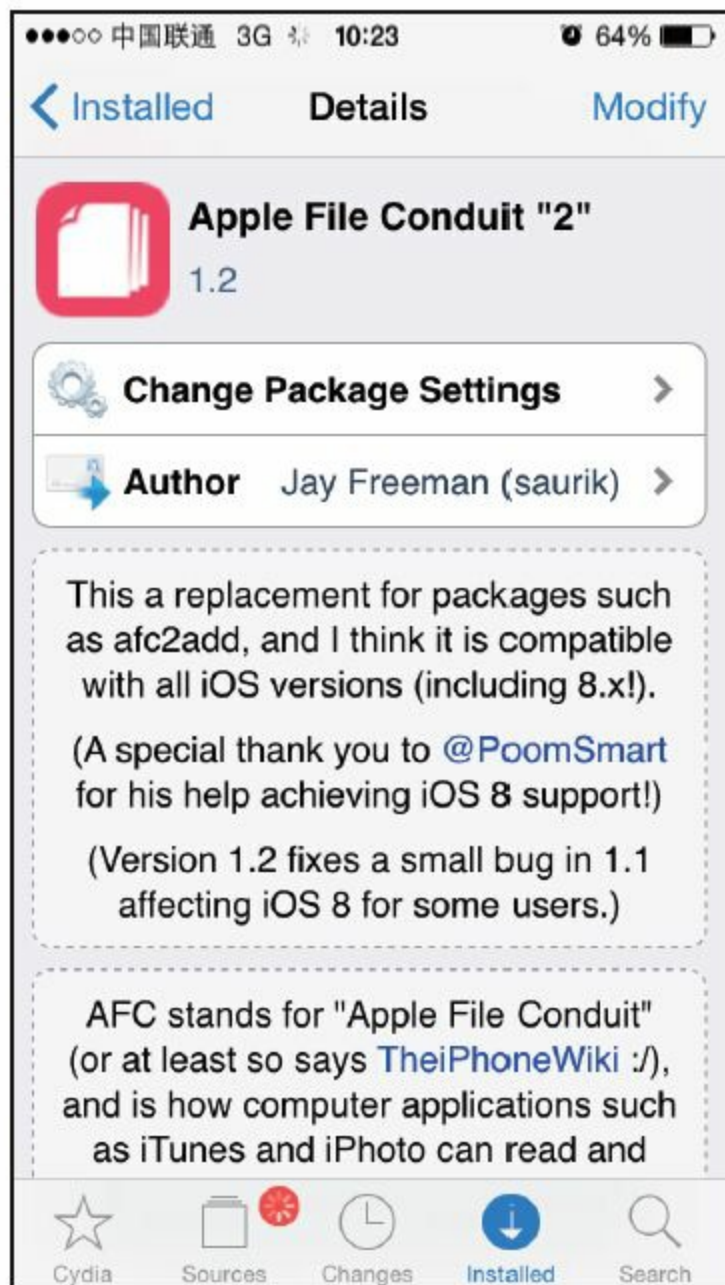 中国联通 3G 10:23 64%
Installed Details Modify
Apple File Conduit "2"
1.2
Change Package Settings
Author Jay Freeman (saurik)
This a replacement for packages such
as afc2add, and I think it is compatible
with all iOS versions (including 8.x!).
(A special thank you to @PoomSmart
for his help achieving iOS 8 support!)
(Version 1.2 fixes a small bug in 1.1
affecting iOS 8 for some users.)
AFC stands for "Apple File Conduit"
(or at least so says TheiPhoneWiki :/),
and is how computer applications such
as iTunes and iPhoto can read and
Cydia Sources Changes Installed Search